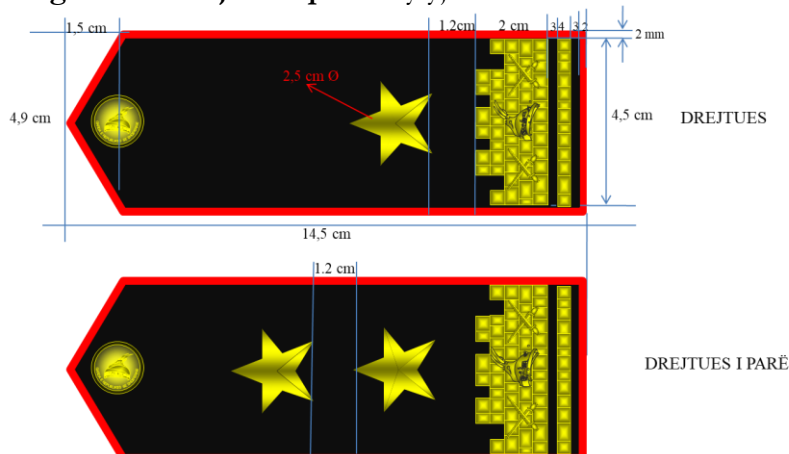 1,5 cm
1.2cm
2 cm
3
4
3
2
2 mm
2,5 cm Ø
4,9 cm
4,5 cm
DREJTUES
14,5 cm
1.2 cm
DREJTUES I PARË